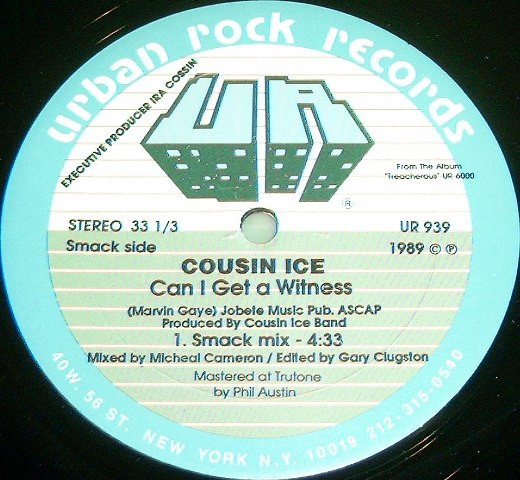 urban rock records
EXECUTIVE PRODUCER IRA COSSIN
UR
®
From The Album
"Treacherous" UR 6000
STEREO 33 1/3
UR 939
Smack side
1989 © ℗
COUSIN ICE
Can I Get a Witness
(Marvin Gaye) Jobete Music Pub. ASCAP
Produced By Cousin Ice Band
1. Smack mix - 4:33
Mixed by Micheal Cameron / Edited by Gary Clugston
Mastered at Trutone
by Phil Austin
40 W. 56 ST. NEW YORK N.Y. 10019 212-315-0540